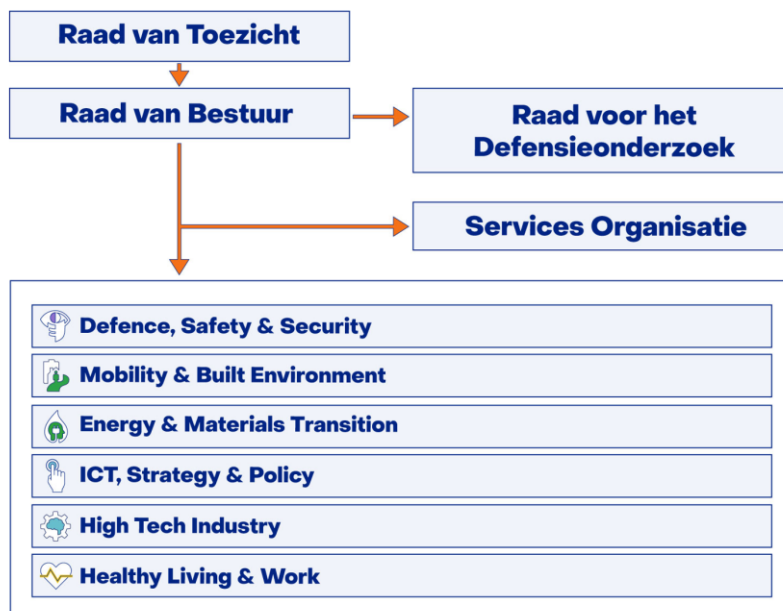 Raad van Toezicht
Raad van Bestuur
Raad voor het
Defensieonderzoek
Services Organisatie
Defence, Safety & Security
Mobility & Built Environment
Energy & Materials Transition
ICT, Strategy & Policy
High Tech Industry
Healthy Living & Work